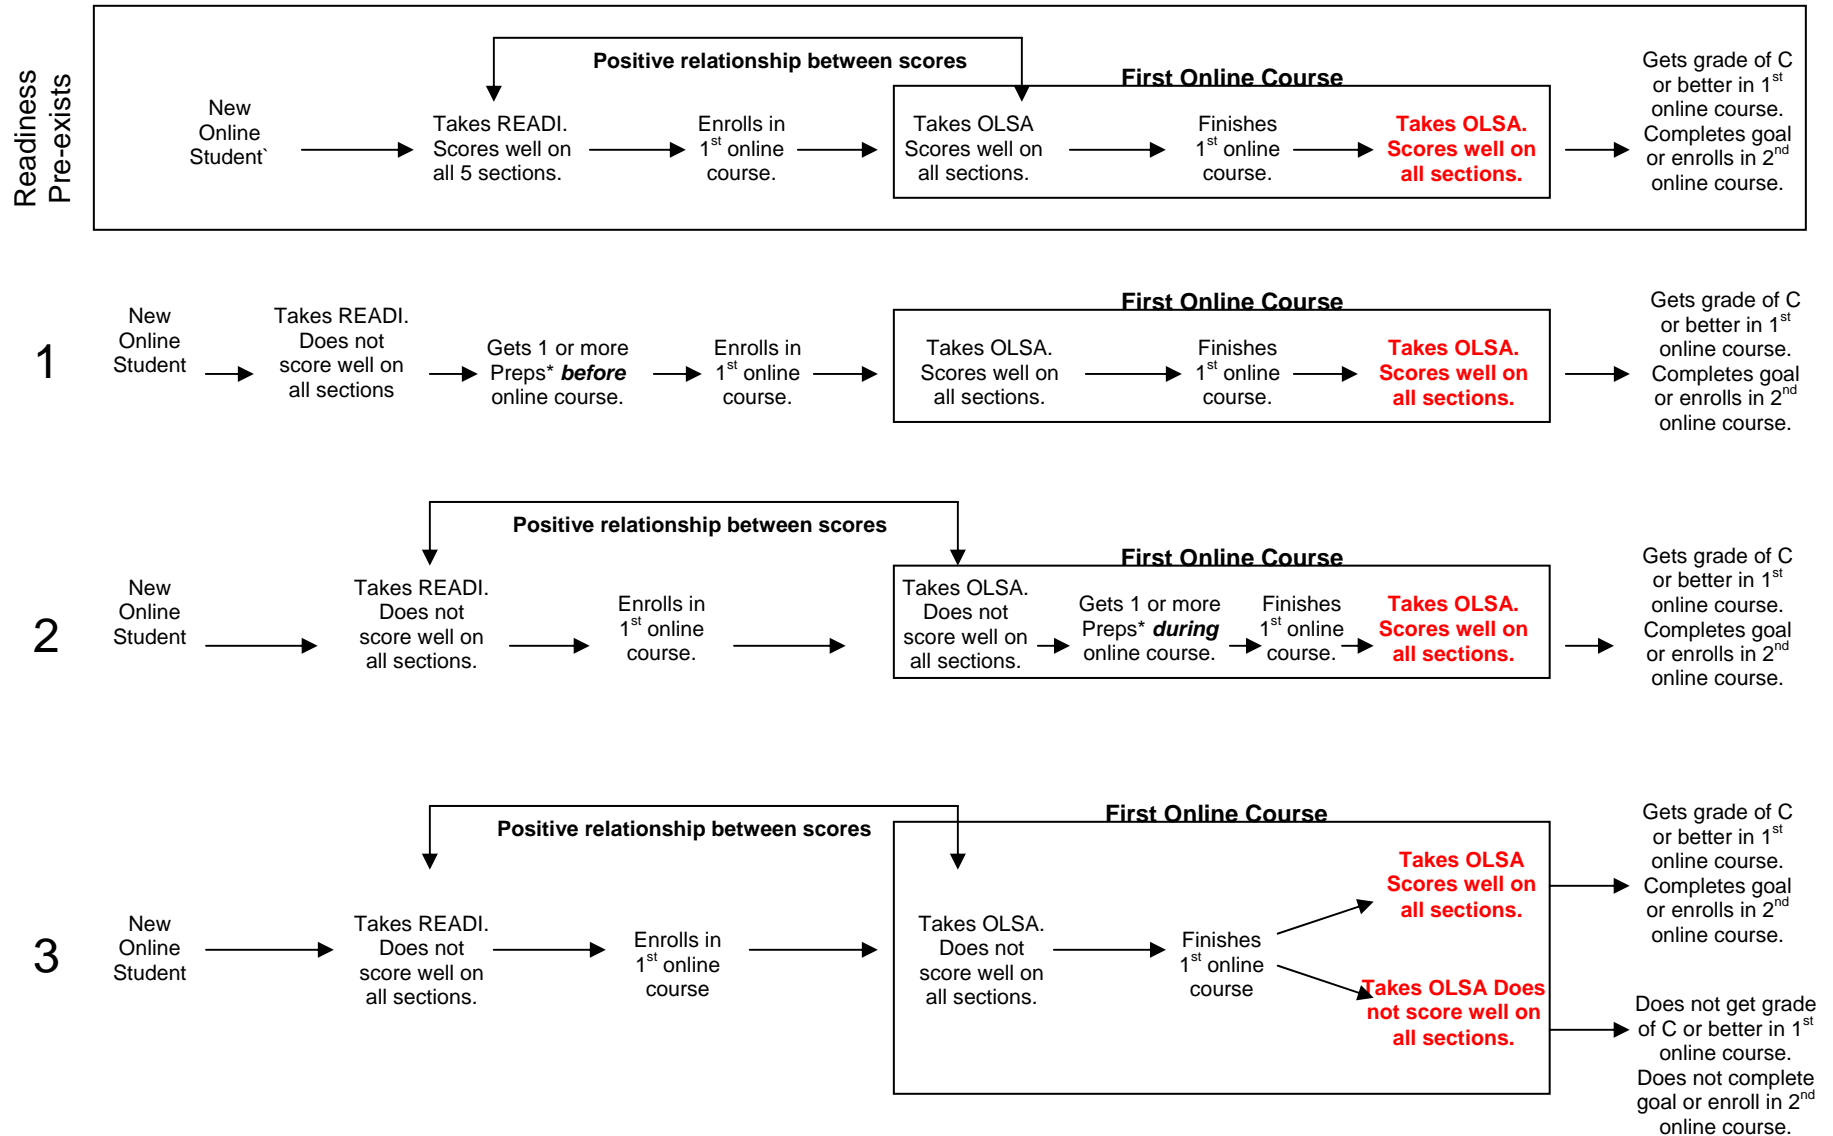 Readiness
Pre-exists
Positive relationship between scores
First Online Course
New
Online
Student`
Takes READI.
Scores well on
all 5 sections.
Enrolls in
1st online
course.
Takes OLSA
Scores well on
all sections.
Finishes
1st online
course.
Takes OLSA.
Scores well on
all sections.
Gets grade of C
or better in 1st
online course.
Completes goal
or enrolls in 2nd
online course.
1
First Online Course
New
Online
Student
Takes READI.
Does not
score well on
all sections
Gets 1 or more
Preps* before
online course.
Enrolls in
1st online
course.
Takes OLSA.
Scores well on
all sections.
Finishes
1st online
course.
Takes OLSA.
Scores well on
all sections.
Gets grade of C
or better in 1st
online course.
Completes goal
or enrolls in 2nd
online course.
2
Positive relationship between scores
First Online Course
New
Online
Student
Takes READI.
Does not
score well on
all sections.
Enrolls in
1st online
course.
Takes OLSA.
Does not
score well on
all sections.
Gets 1 or more
Preps* during
online course.
Finishes
1st online
course.
Takes OLSA.
Scores well on
all sections.
Gets grade of C
or better in 1st
online course.
Completes goal
or enrolls in 2nd
online course.
3
Positive relationship between scores
First Online Course
New
Online
Student
Takes READI.
Does not
score well on
all sections.
Enrolls in
1st online
course
Takes OLSA.
Does not
score well on
all sections.
Finishes
1st online
course
Takes OLSA
Scores well on
all sections.
Gets grade of C
or better in 1st
online course.
Completes goal
or enrolls in 2nd
online course.
Takes OLSA Does
not score well on
all sections.
Does not get grade
of C or better in 1st
online course.
Does not complete
goal or enroll in 2nd
online course.